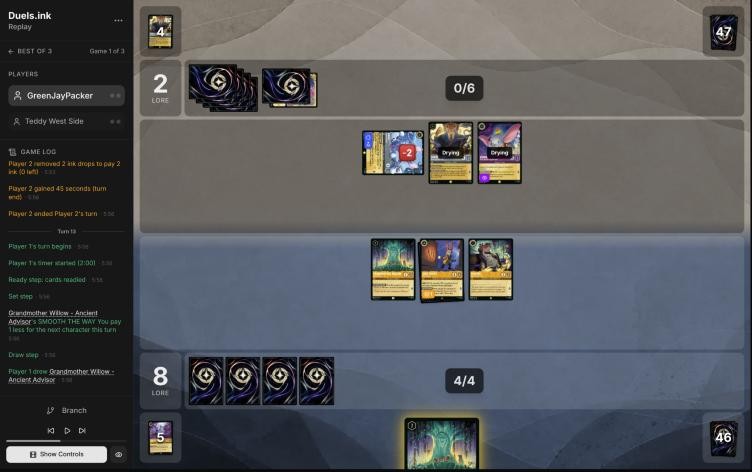 Duels.ink
Replay
...
← BEST OF 3
Game 1 of 3
PLAYERS
GreenJayPacker
Teddy West Side
GAME LOG
Player 2 removed 2 ink drops to pay 2
ink (0 left) · 5:53
Player 2 gained 45 seconds (turn
end) · 5:56
Player 2 ended Player 2's turn · 5:56
Turn 13
Player 1's turn begins · 5:56
Player 1's timer started (2:00) · 5:56
Ready step: cards readied · 5:56
Set step · 5:56
Grandmother Willow - Ancient
Advisor's SMOOTH THE WAY You pay
1 less for the next character this turn
· 5:56
Draw step · 5:56
Player 1 drew Grandmother Willow -
Ancient Advisor · 5:56
Branch
Show Controls
4
47
2
LORE
0/6
-2
Drying
Drying
8
LORE
4/4
5
46